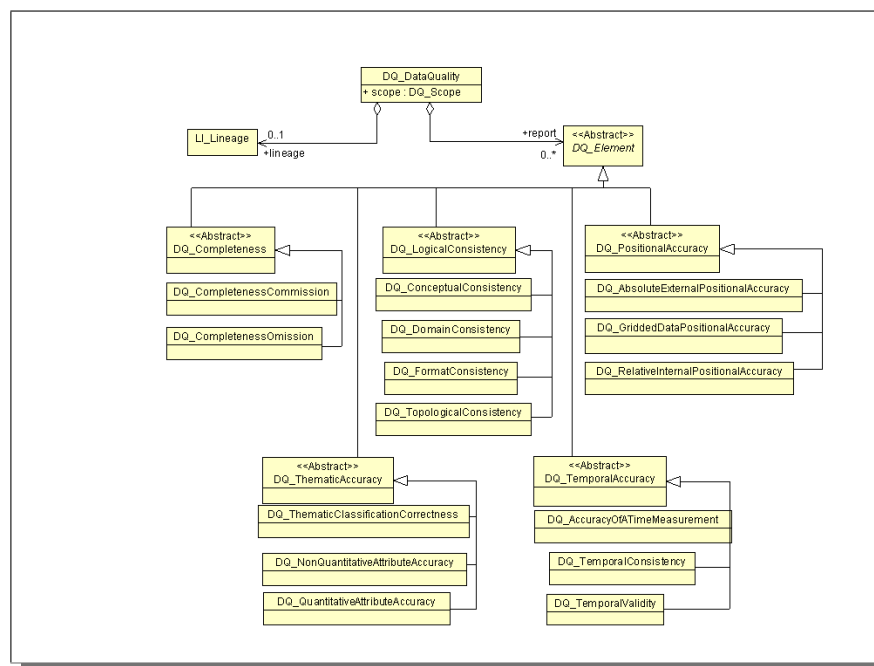 DQ_DataQuality
+ scope : DQ_Scope
LI_Lineage
0..1
+lineage
+report
0..*
<<Abstract>>
DQ_Element
<<Abstract>>
DQ_Completeness
DQ_CompletenessCommission
DQ_CompletenessOmission
<<Abstract>>
DQ_LogicalConsistency
DQ_ConceptualConsistency
DQ_DomainConsistency
DQ_FormatConsistency
DQ_TopologicalConsistency
<<Abstract>>
DQ_PositionalAccuracy
DQ_AbsoluteExternalPositionalAccuracy
DQ_GriddedDataPositionalAccuracy
DQ_RelativeInternalPositionalAccuracy
<<Abstract>>
DQ_ThematicAccuracy
DQ_ThematicClassificationCorrectness
DQ_NonQuantitativeAttributeAccuracy
DQ_QuantitativeAttributeAccuracy
<<Abstract>>
DQ_TemporalAccuracy
DQ_AccuracyOfATimeMeasurement
DQ_TemporalConsistency
DQ_TemporalValidity